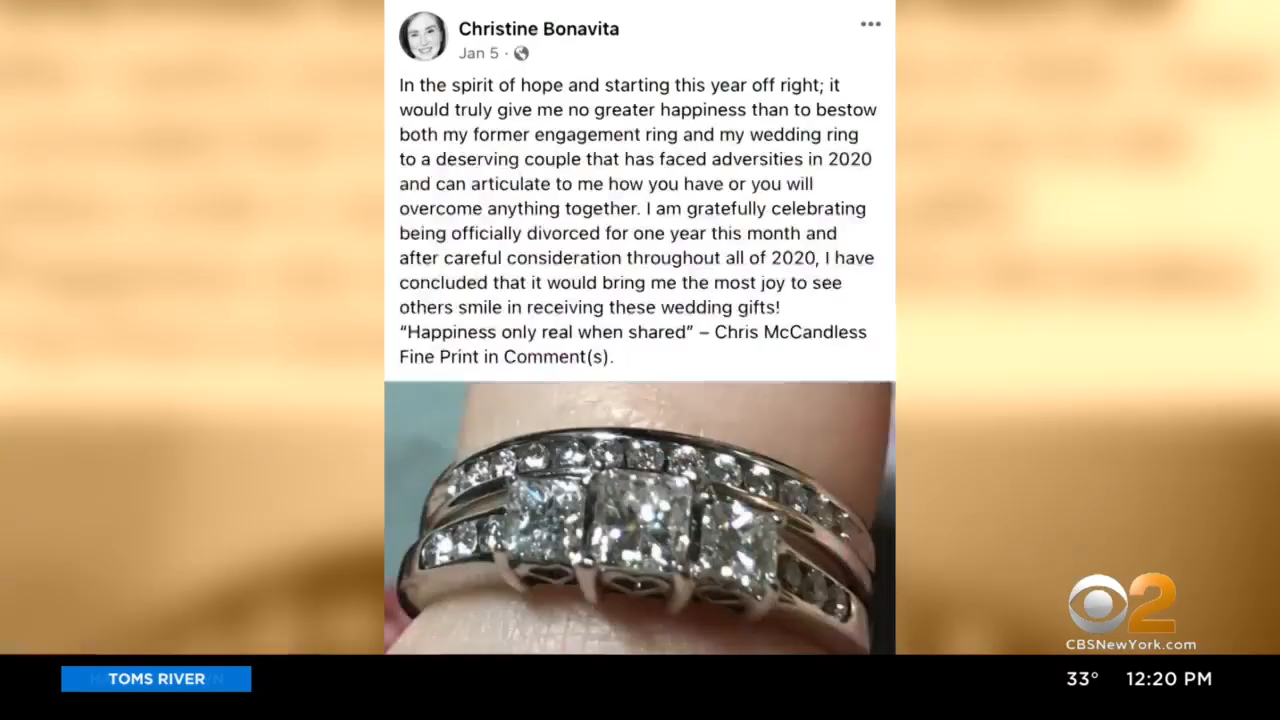 Christine Bonavita
Jan 5 ·
In the spirit of hope and starting this year off right; it
would truly give me no greater happiness than to bestow
both my former engagement ring and my wedding ring
to a deserving couple that has faced adversities in 2020
and can articulate to me how you have or you will
overcome anything together. I am gratefully celebrating
being officially divorced for one year this month and
after careful consideration throughout all of 2020, I have
concluded that it would bring me the most joy to see
others smile in receiving these wedding gifts!
“Happiness only real when shared” – Chris McCandless
Fine Print in Comment(s).
2
CBSNewYork.com
TOMS RIVER
33° 12:20 PM